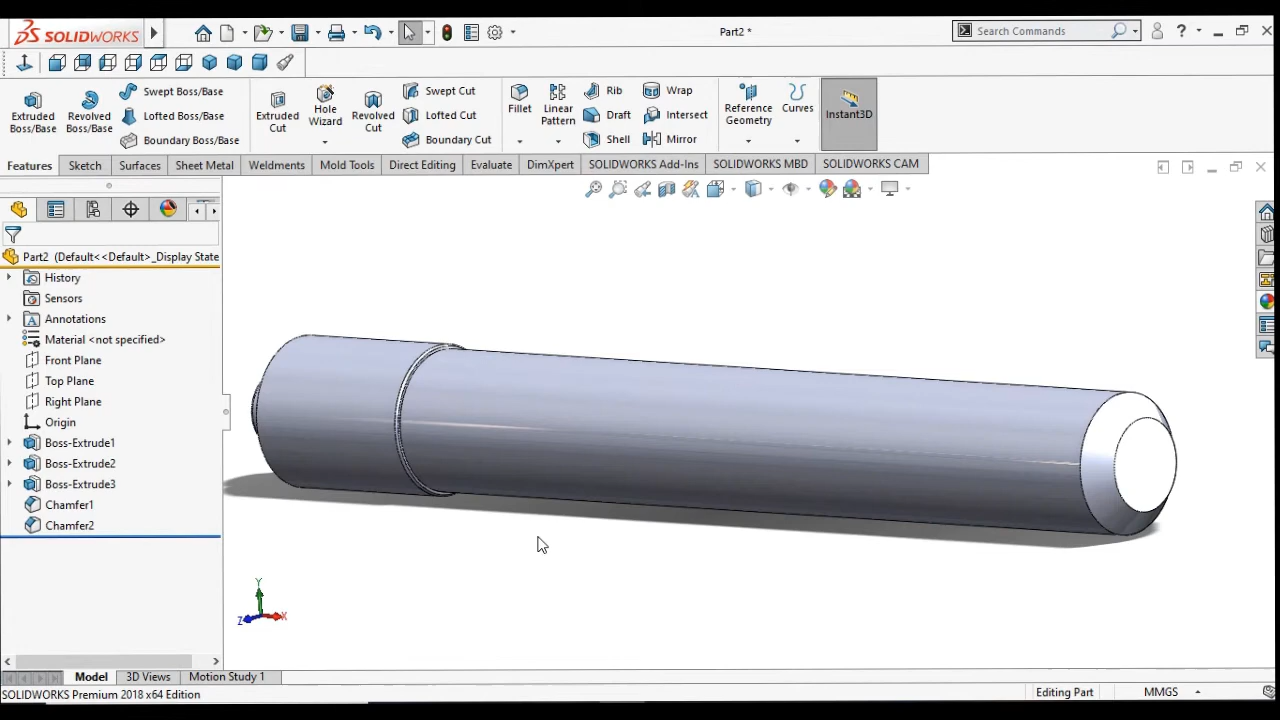 SOLIDWORKS
Part2 *
Search Commands
?
Extruded Boss/Base
Revolved Boss/Base
Swept Boss/Base
Lofted Boss/Base
Boundary Boss/Base
Extruded Cut
Hole Wizard
Revolved Cut
Swept Cut
Lofted Cut
Boundary Cut
Fillet
Linear Pattern
Rib
Draft
Shell
Wrap
Intersect
Mirror
Reference Geometry
Curves
Instant3D
Features Sketch Surfaces Sheet Metal Weldments Mold Tools Direct Editing Evaluate DimXpert SOLIDWORKS Add-Ins SOLIDWORKS MBD SOLIDWORKS CAM
Part2 (Default<<Default>_Display State
History
Sensors
Annotations
Material <not specified>
Front Plane
Top Plane
Right Plane
Origin
Boss-Extrude1
Boss-Extrude2
Boss-Extrude3
Chamfer1
Chamfer2
Y
Z
X
Model 3D Views Motion Study 1
SOLIDWORKS Premium 2018 x64 Edition
Editing Part
MMGS